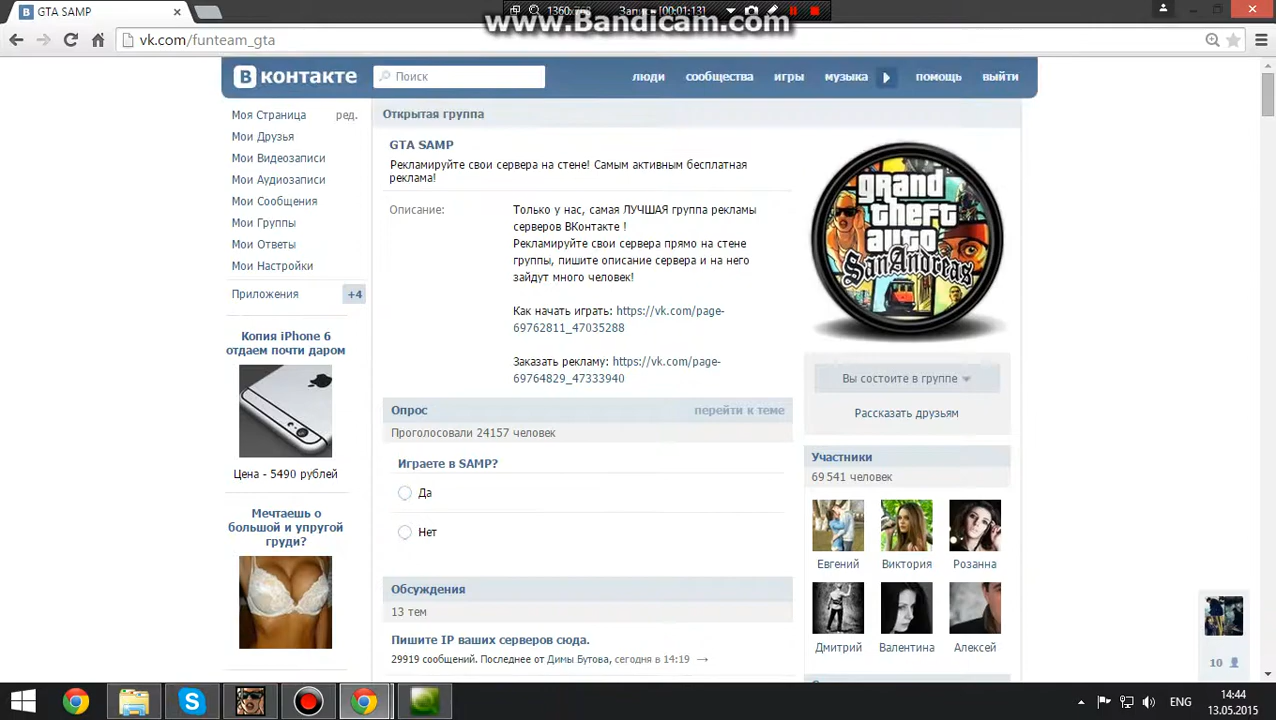 GTA SAMP
www.Bandicam.com
vk.com/funteam_gta
В контакте
Поиск
люди сообщества игры музыка помощь выйти
Моя Страница ред.
Мои Друзья
Мои Видеозаписи
Мои Аудиозаписи
Мои Сообщения
Мои Группы
Мои Ответы
Мои Настройки
Приложения +4
Копия iPhone 6
отдаем почти даром
Цена - 5490 рублей
Мечтаешь о
большой и упругой
груди?
Открытая группа
GTA SAMP
Рекламируйте свои сервера на стене! Самым активным бесплатная
реклама!
Описание:
Только у нас, самая ЛУЧШАЯ группа рекламы
серверов ВКонтакте !
Рекламируйте свои сервера прямо на стене
группы, пишите описание сервера и на него
зайдут много человек!
Как начать играть: https://vk.com/page-
69762811_47035288
Заказать рекламу: https://vk.com/page-
69764829_47333940
Опрос перейти к теме
Проголосовали 24157 человек
Играете в SAMP?
Да
Нет
Обсуждения
13 тем
Пишите IP ваших серверов сюда.
29919 сообщений. Последнее от Димы Бутова, сегодня в 14:19 →
grand
theft
auto
SanAndreas
Вы состоите в группе
Рассказать друзьям
Участники
69 541 человек
Евгений Виктория Розанна
Дмитрий Валентина Алексей
10
ENG
14:44
13.05.2015